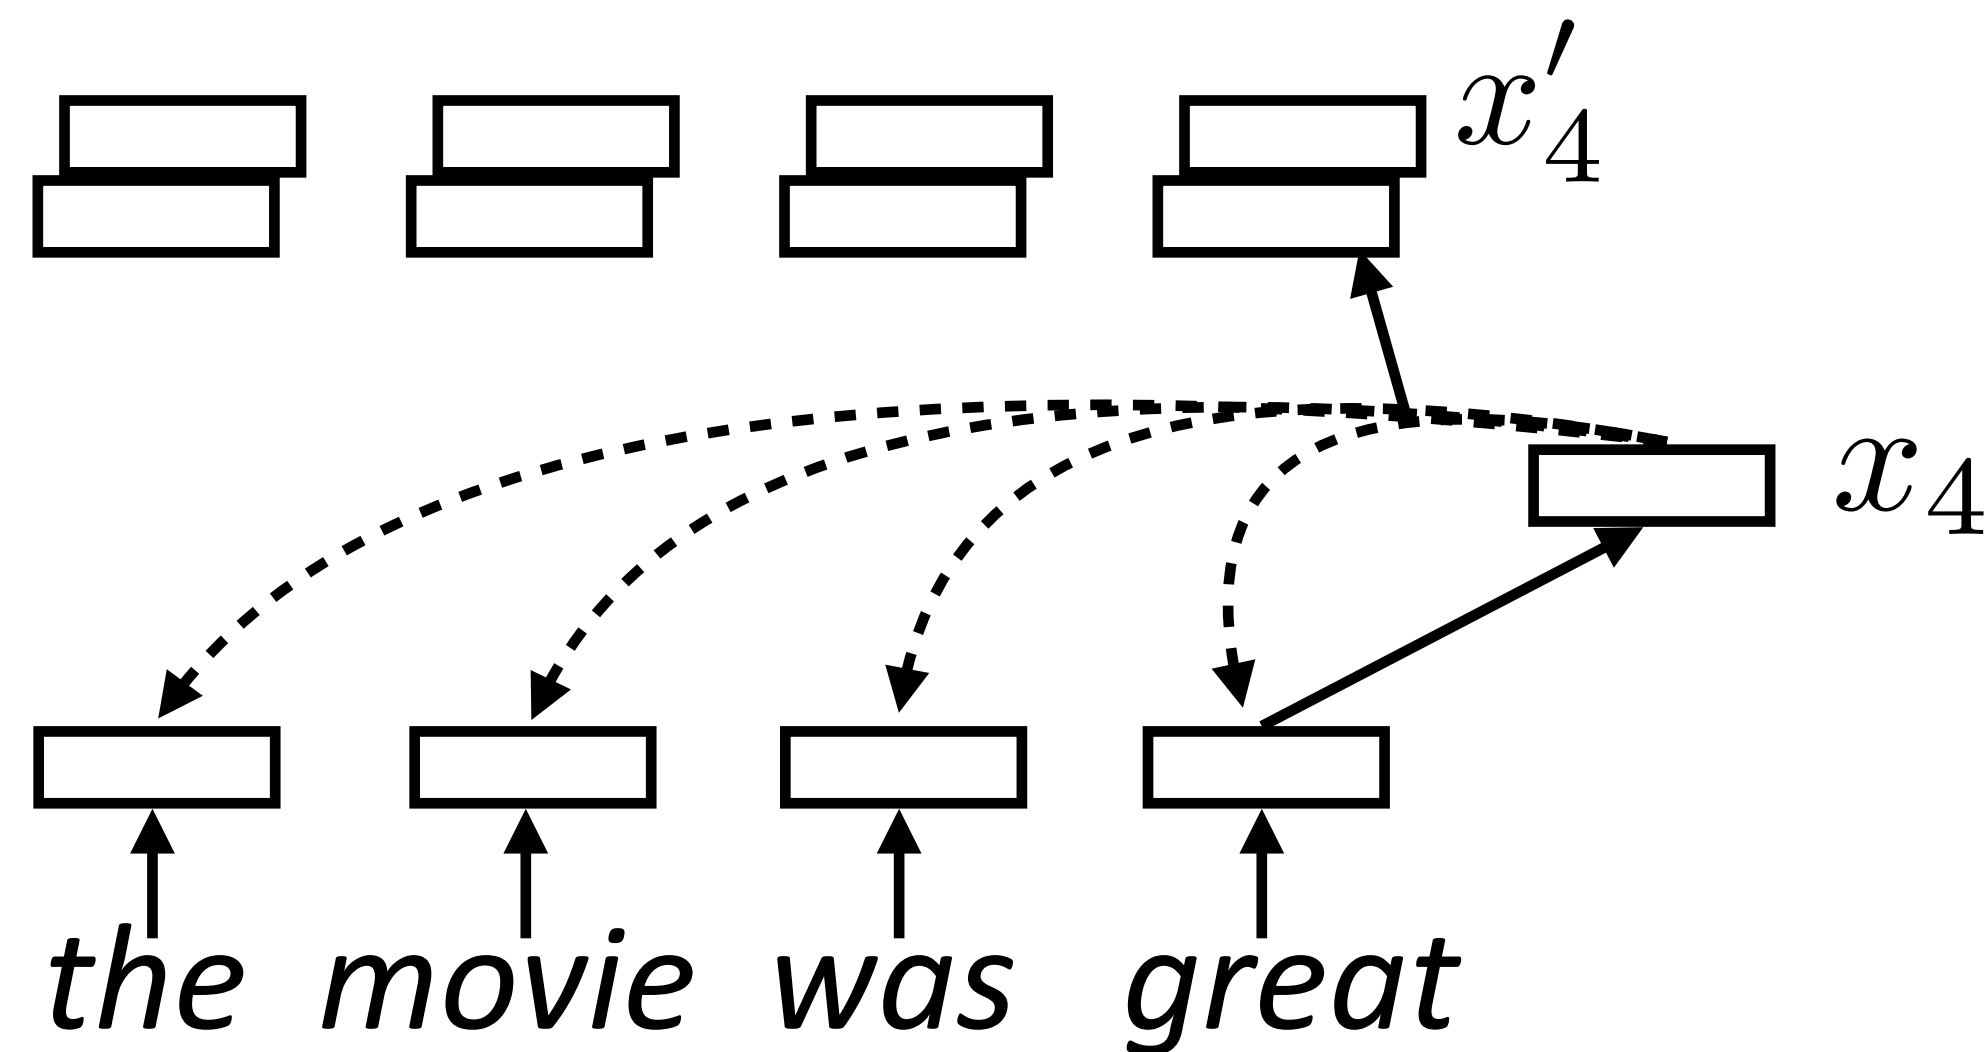 x′₄
x₄
the movie was great